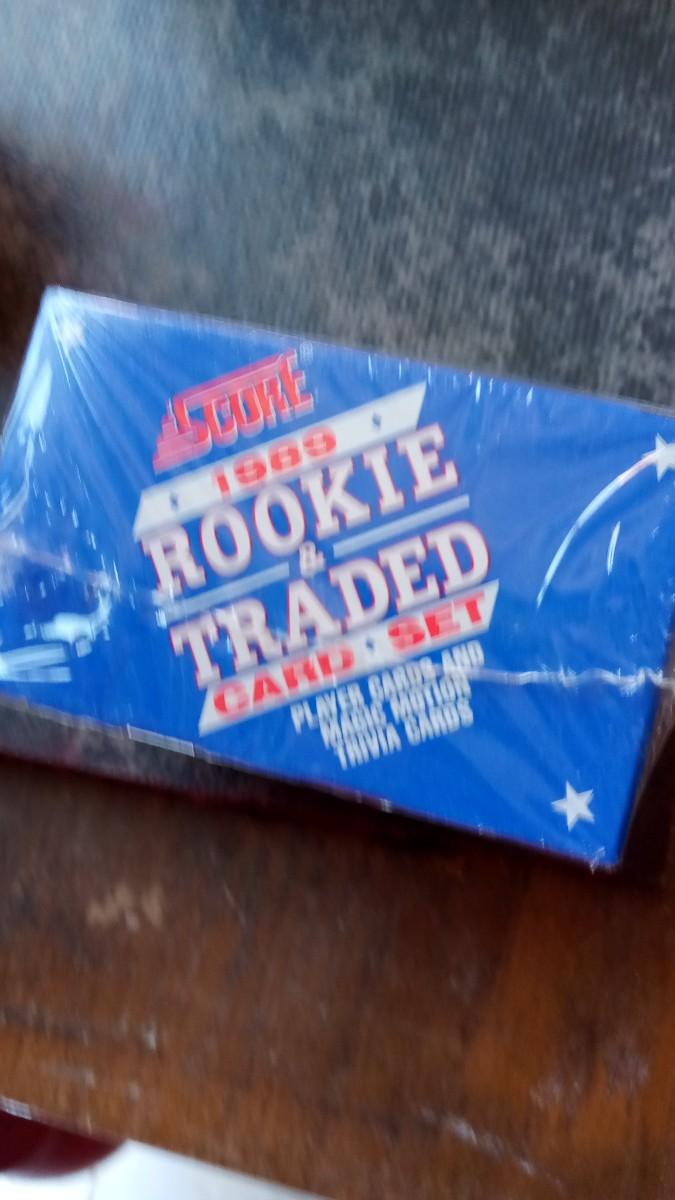 SCORE®
1989
ROOKIE
&
TRADED
CARD SET
PLAYER CARDS AND
MAGIC MOTION
TRIVIA CARDS